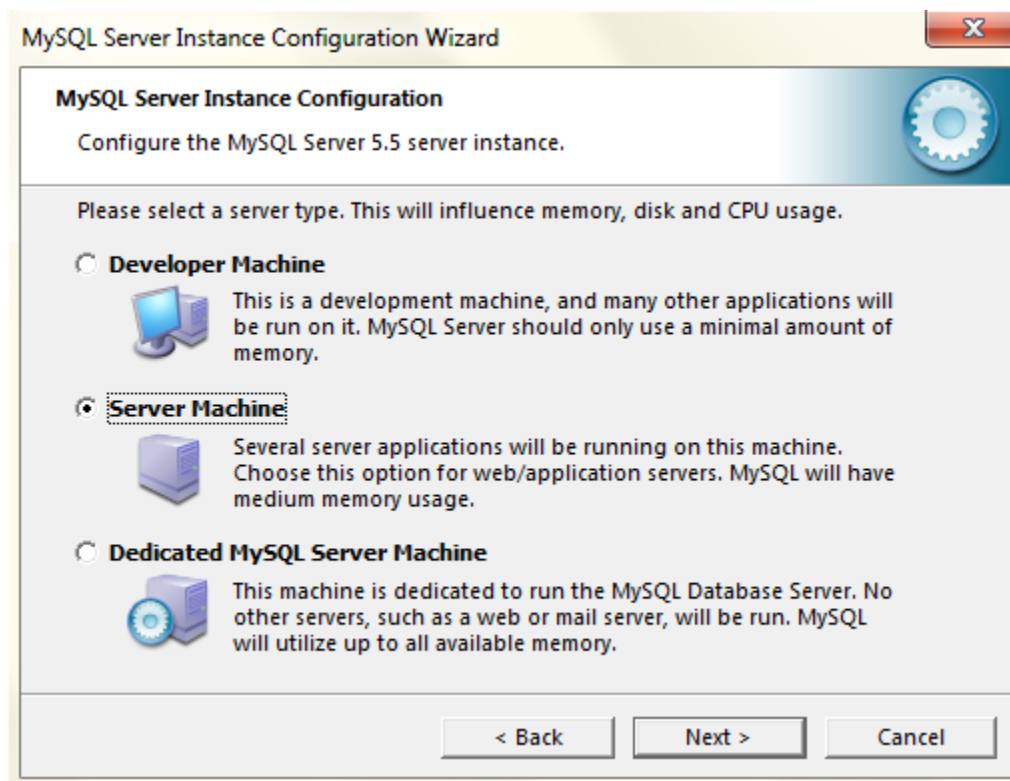 MySQL Server Instance Configuration Wizard
MySQL Server Instance Configuration
Configure the MySQL Server 5.5 server instance.
Please select a server type. This will influence memory, disk and CPU usage.
Developer Machine
This is a development machine, and many other applications will
be run on it. MySQL Server should only use a minimal amount of
memory.
Server Machine
Several server applications will be running on this machine.
Choose this option for web/application servers. MySQL will have
medium memory usage.
Dedicated MySQL Server Machine
This machine is dedicated to run the MySQL Database Server. No
other servers, such as a web or mail server, will be run. MySQL
will utilize up to all available memory.
< Back
Next >
Cancel